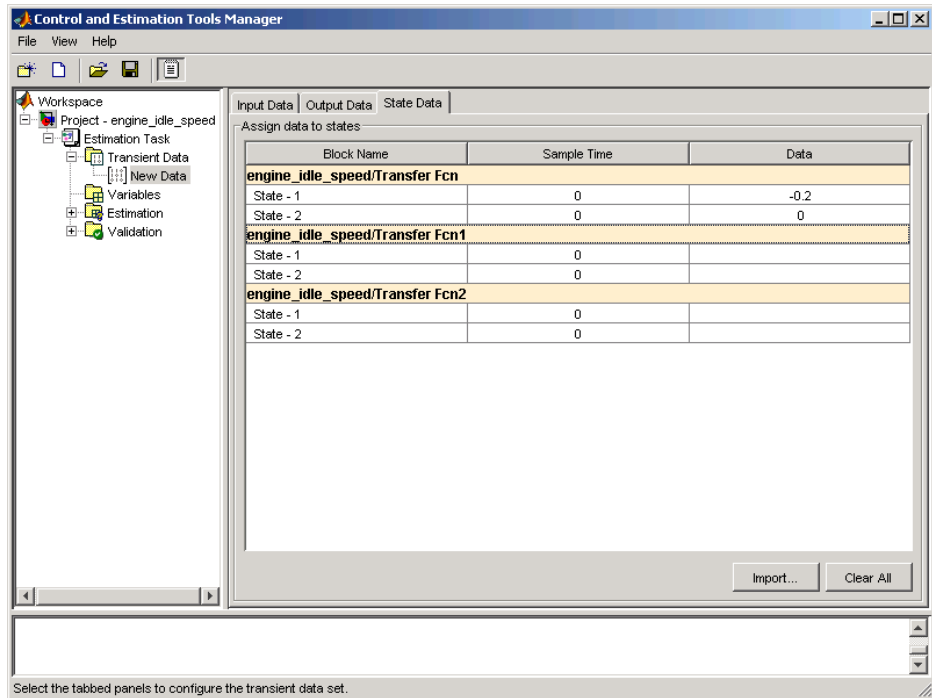 Control and Estimation Tools Manager
File View Help
Workspace
Project - engine_idle_speed
Estimation Task
Transient Data
New Data
Variables
Estimation
Validation
Input Data Output Data State Data
Assign data to states
Block Name Sample Time Data
engine_idle_speed/Transfer Fcn
State - 1 0 -0.2
State - 2 0 0
engine_idle_speed/Transfer Fcn1
State - 1 0
State - 2 0
engine_idle_speed/Transfer Fcn2
State - 1 0
State - 2 0
Import... Clear All
Select the tabbed panels to configure the transient data set.